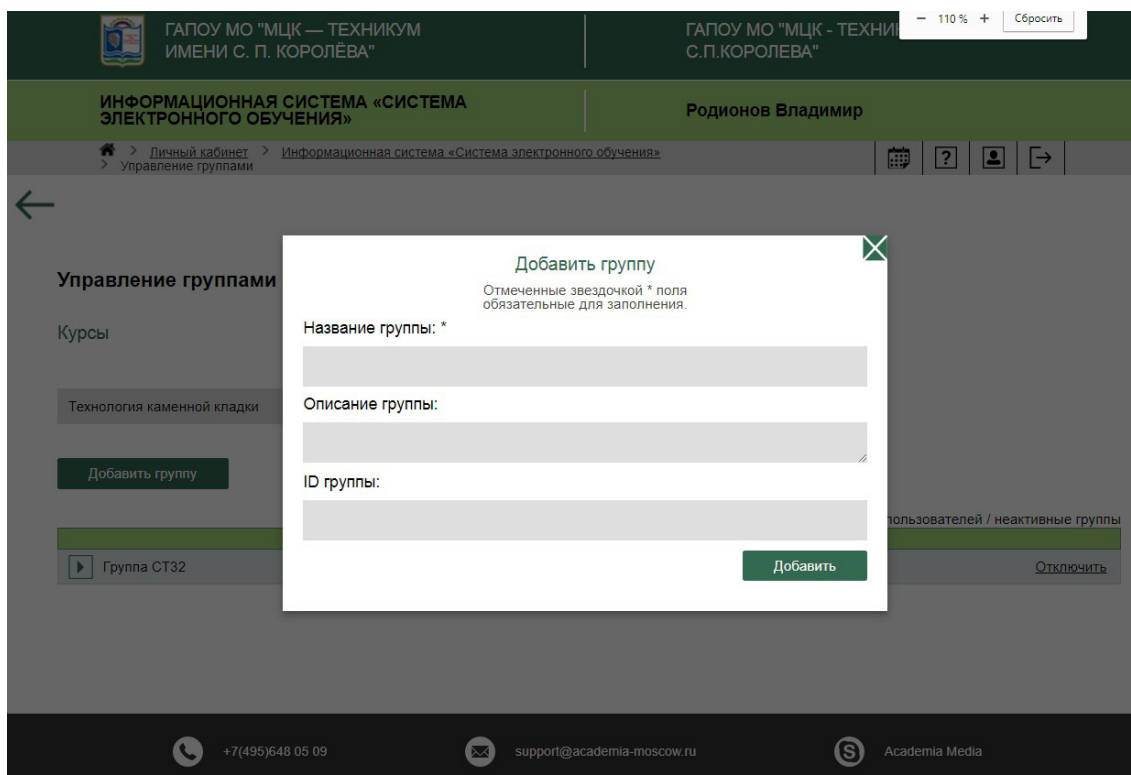 ГАПОУ МО "МЦК — ТЕХНИКУМ
ИМЕНИ С. П. КОРОЛЁВА"
ГАПОУ МО "МЦК - ТЕХНИ
С.П.КОРОЛЕВА"
− 110 % + Сбросить
ИНФОРМАЦИОННАЯ СИСТЕМА «СИСТЕМА
ЭЛЕКТРОННОГО ОБУЧЕНИЯ»
Родионов Владимир
> Личный кабинет > Информационная система «Система электронного обучения»
> Управление группами
?
Управление группами
Курсы
Технология каменной кладки
Добавить группу
Добавить группу
Отмеченные звездочкой * поля
обязательные для заполнения.
Название группы: *
Описание группы:
ID группы:
Добавить
пользователей / неактивные группы
Группа СТ32
Отключить
+7(495)648 05 09
support@academia-moscow.ru
S
Academia Media